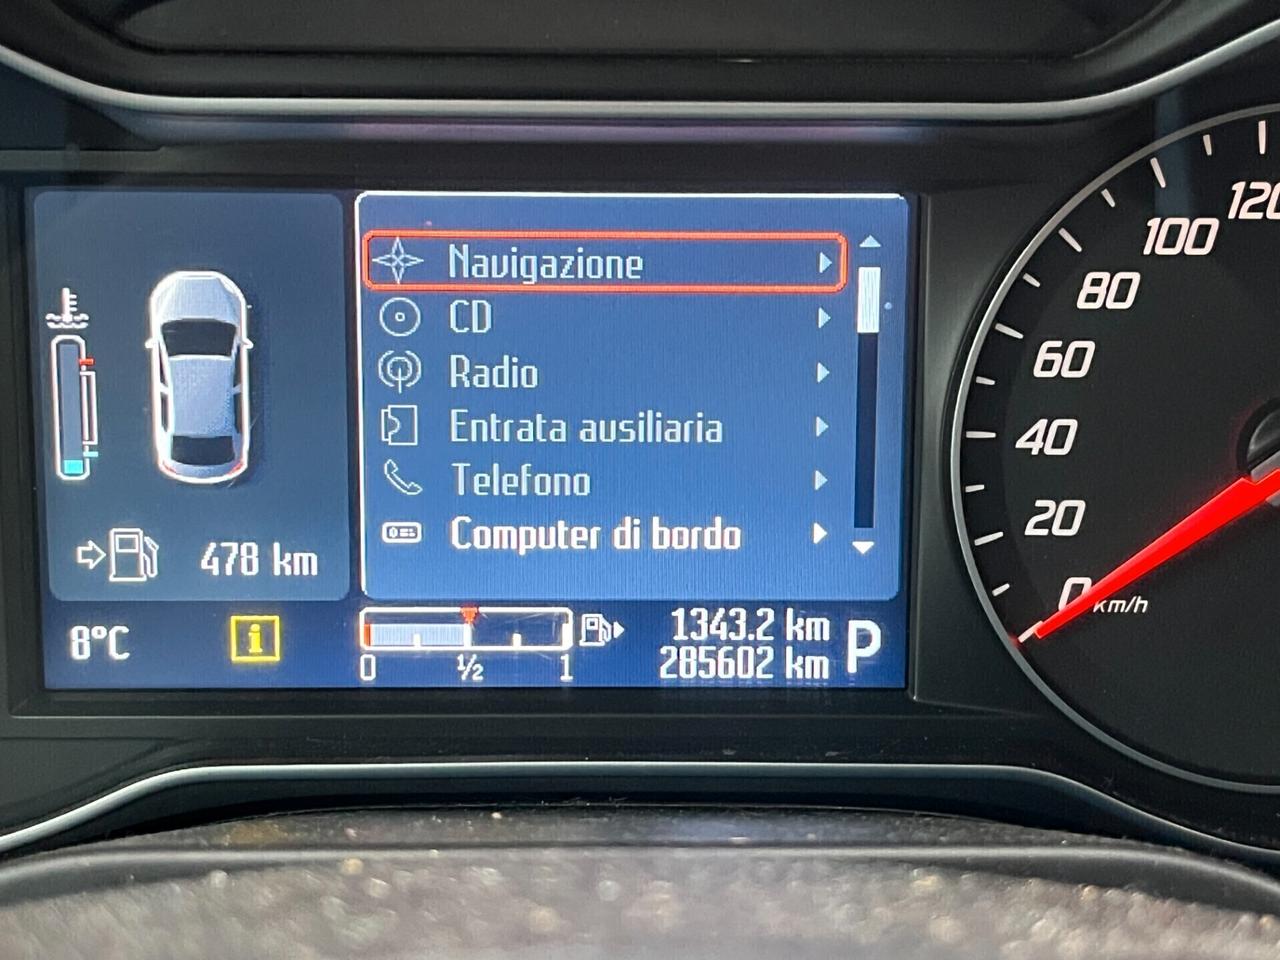 Navigazione
CD
Radio
Entrata ausiliaria
Telefono
Computer di bordo
478 km
8°C
i
0 ½ 1
1343.2 km
285602 km
P
120
100
80
60
40
20
0
km/h